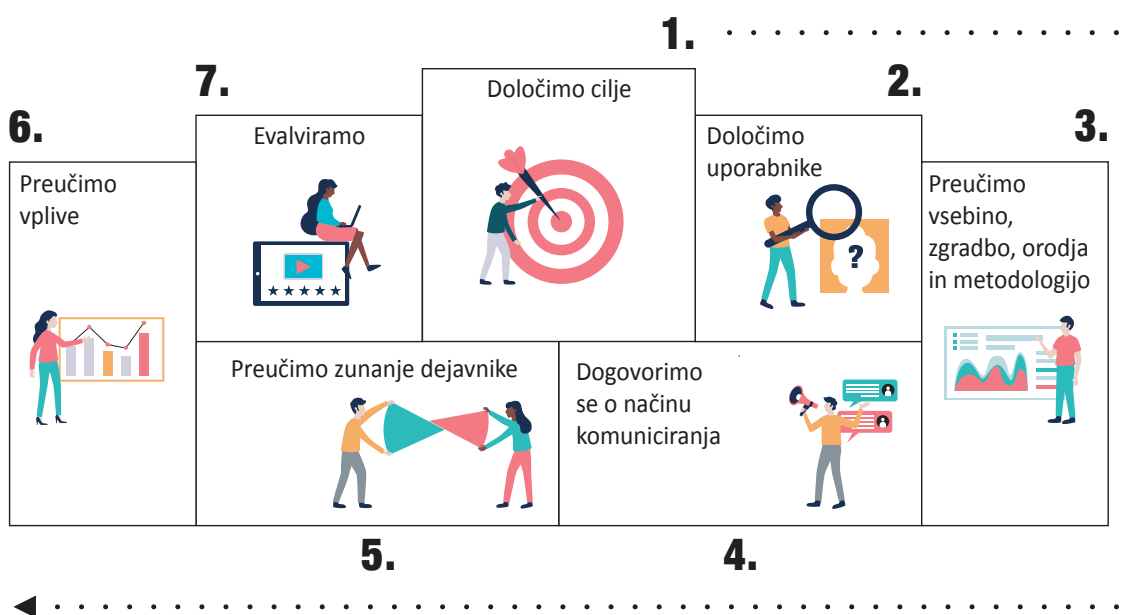 1.
Določimo cilje
2.
Določimo
uporabnike
?
3.
Preučimo
vsebino,
zgradbo, orodja
in metodologijo
4.
Dogovorimo
se o načinu
komuniciranja
5.
Preučimo zunanje dejavnike
6.
Preučimo
vplive
7.
Evalviramo